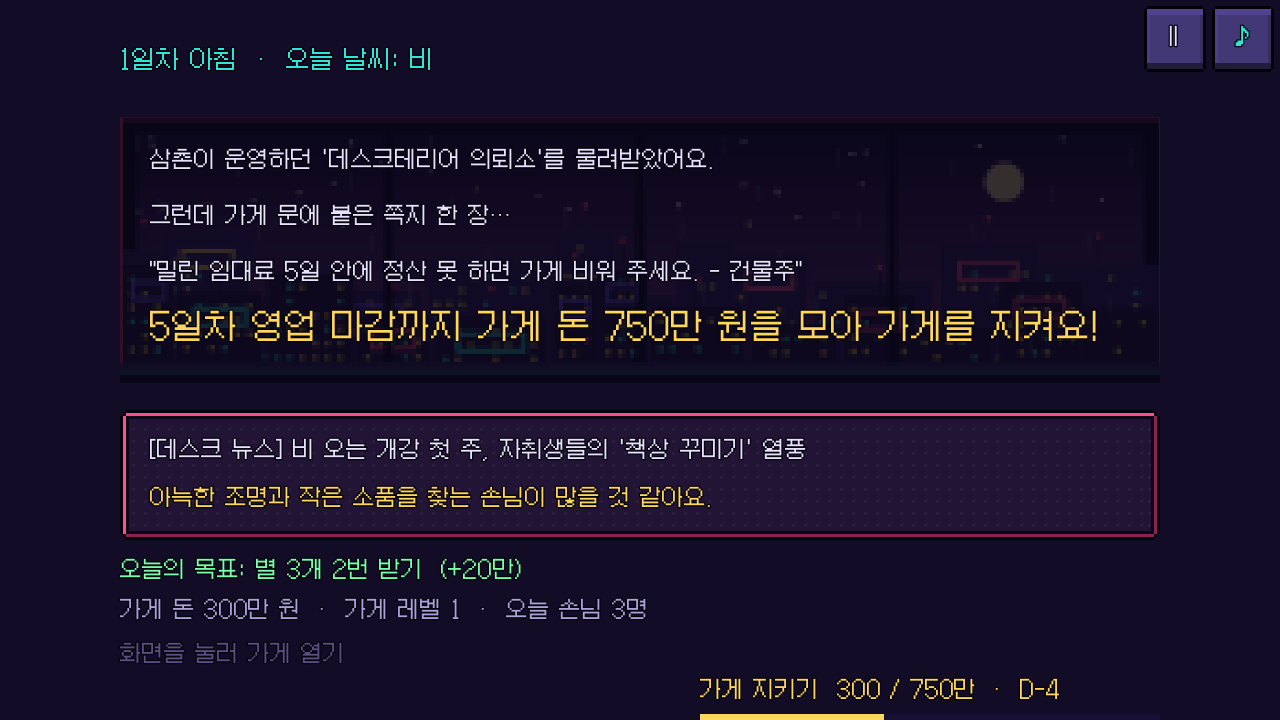 1일차 아침 · 오늘 날씨: 비
삼촌이 운영하던 '데스크테리어 의뢰소'를 물려받았어요.
그런데 가게 문에 붙은 쪽지 한 장…
"밀린 임대료 5일 안에 정산 못 하면 가게 비워 주세요. - 건물주"
5일차 영업 마감까지 가게 돈 750만 원을 모아 가게를 지켜요!
[데스크 뉴스] 비 오는 개강 첫 주, 자취생들의 '책상 꾸미기' 열풍
아늑한 조명과 작은 소품을 찾는 손님이 많을 것 같아요.
오늘의 목표: 별 3개 2번 받기 (+20만)
가게 돈 300만 원 · 가게 레벨 1 · 오늘 손님 3명
화면을 눌러 가게 열기
가게 지키기 300 / 750만 · D-4